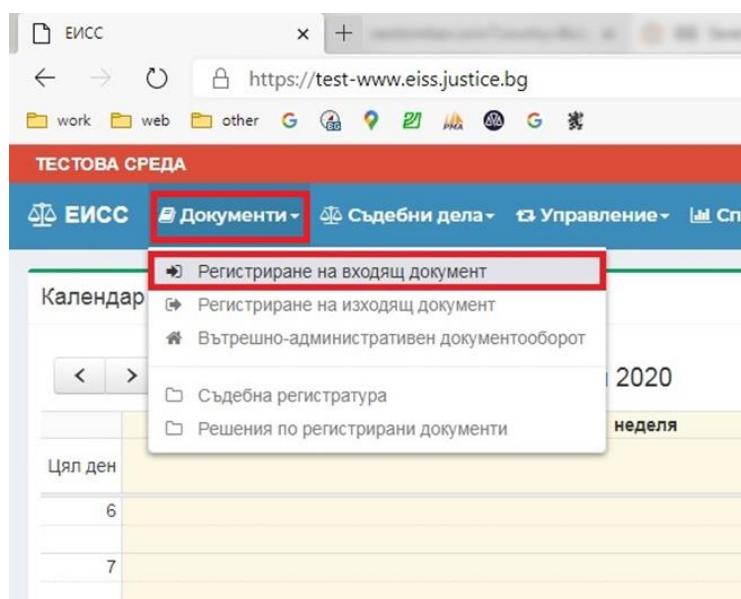 ЕИСС
https://test-www.eiss.justice.bg
work web other
ТЕСТОВА СРЕДА
ЕИСС Документи Съдебни дела Управление Сп
Регистриране на входящ документ
Календар
Регистриране на изходящ документ
Вътрешно-административен документооборот
2020
Съдебна регистратура
Решения по регистрирани документи
неделя
Цял ден
6
7